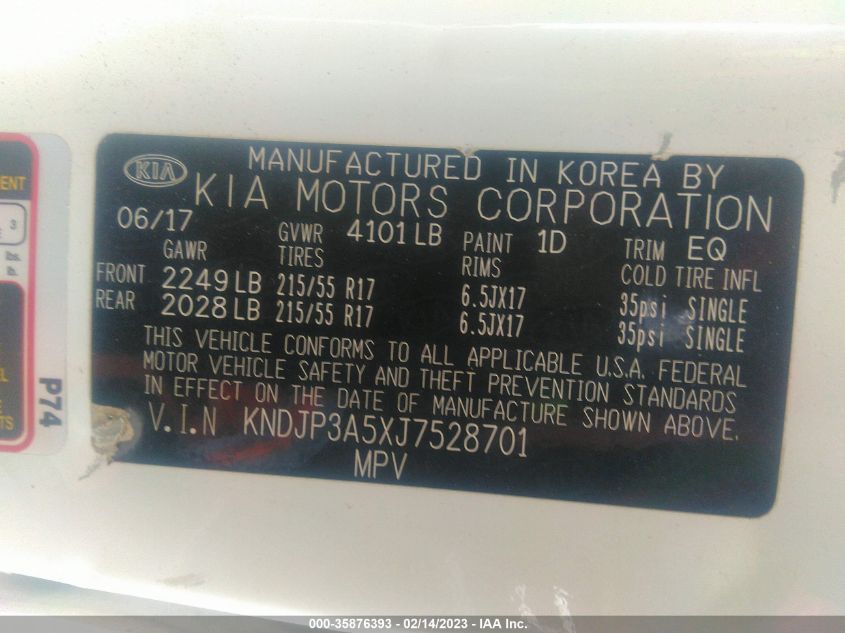 KIA
MANUFACTURED IN KOREA BY
KIA MOTORS CORPORATION
06/17 GVWR 4101 LB PAINT 1D TRIM EQ
GAWR TIRES RIMS COLD TIRE INFL
FRONT 2249 LB 215/55 R17 6.5JX17 35psi SINGLE
REAR 2028 LB 215/55 R17 6.5JX17 35psi SINGLE
THIS VEHICLE CONFORMS TO ALL APPLICABLE U.S.A. FEDERAL
MOTOR VEHICLE SAFETY AND THEFT PREVENTION STANDARDS
IN EFFECT ON THE DATE OF MANUFACTURE SHOWN ABOVE.
V.I.N KNDJP3A5XJ7528701
MPV
3
lbs.
lb.
P74
000-35876393 - 02/14/2023 - IAA Inc.